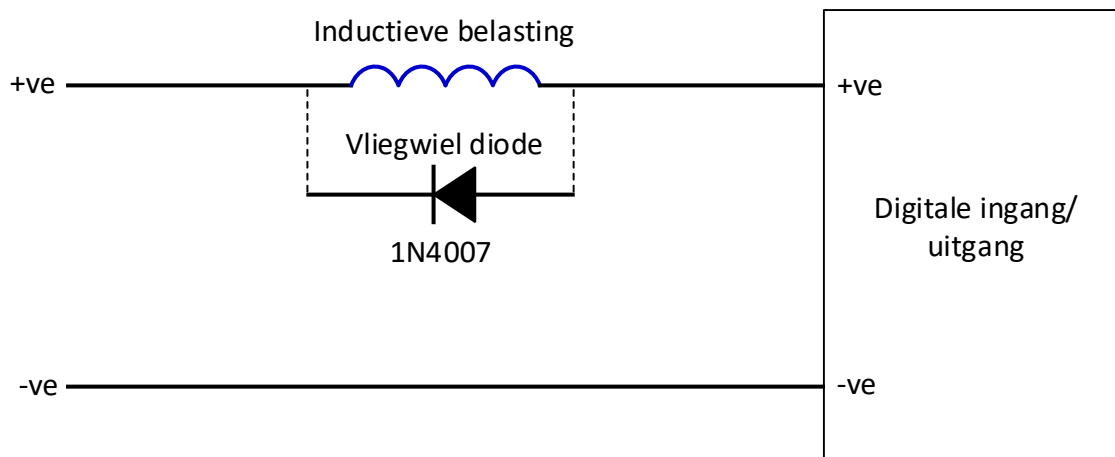 Inductieve belasting
+ve
+ve
Vliegwiel diode
1N4007
Digitale ingang/
uitgang
-ve
-ve